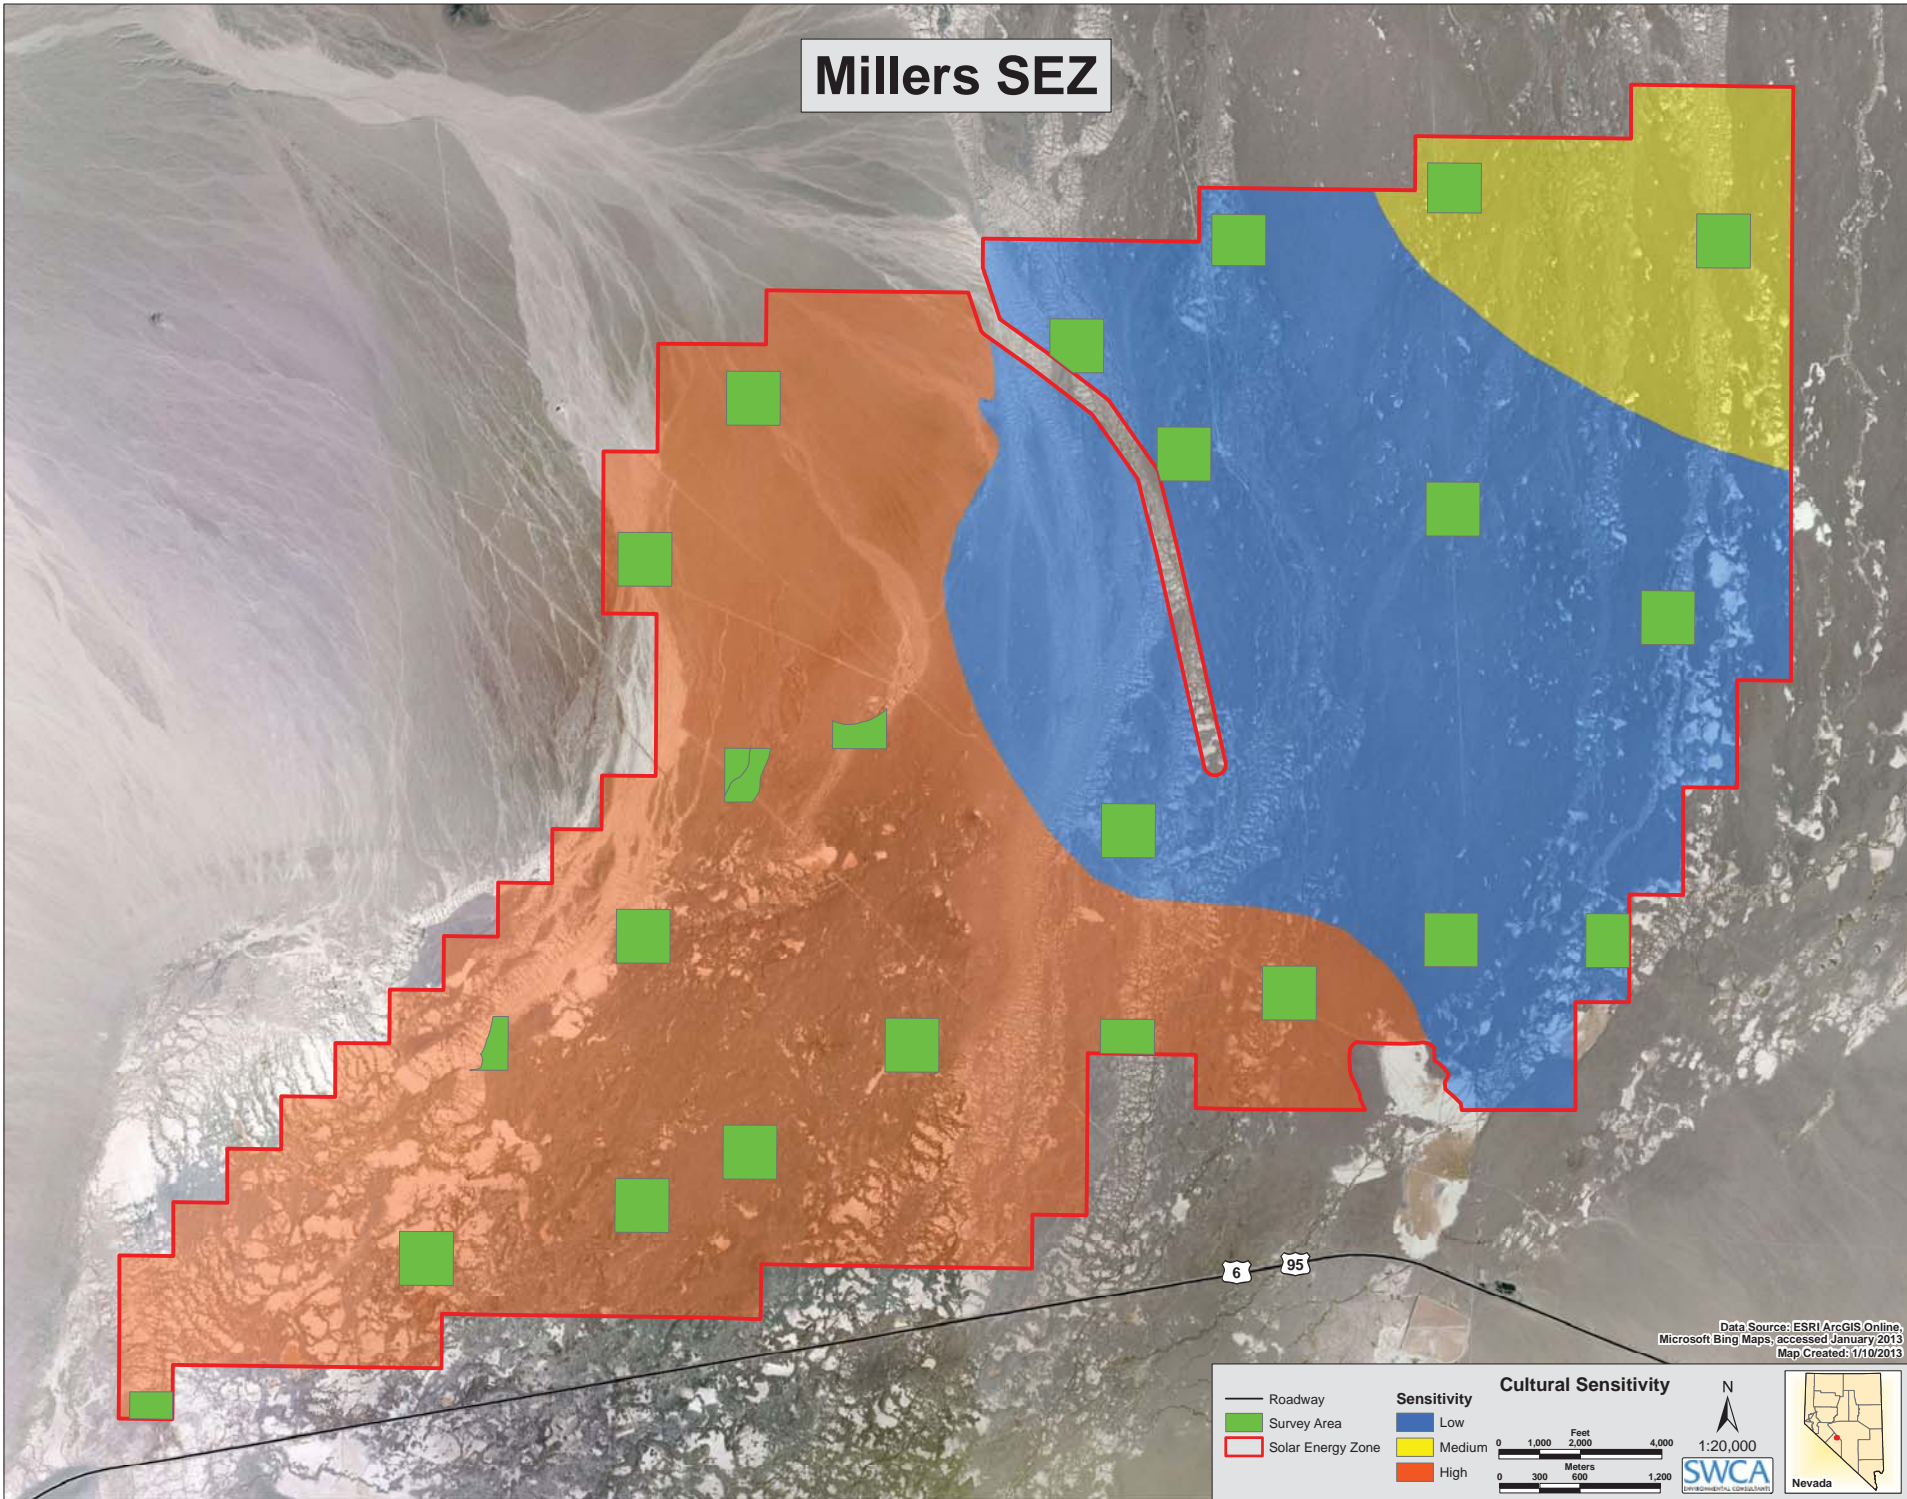 Millers SEZ
6
95
Data Source: ESRI ArcGIS Online,
Microsoft Bing Maps, accessed January 2013
Map Created: 1/10/2013
Roadway
Survey Area
Solar Energy Zone
Sensitivity
Low
Medium
High
Cultural Sensitivity
Feet
0 1,000 2,000 4,000
Meters
0 300 600 1,200
N
1:20,000
SWCA
ENVIRONMENTAL CONSULTANTS
Nevada